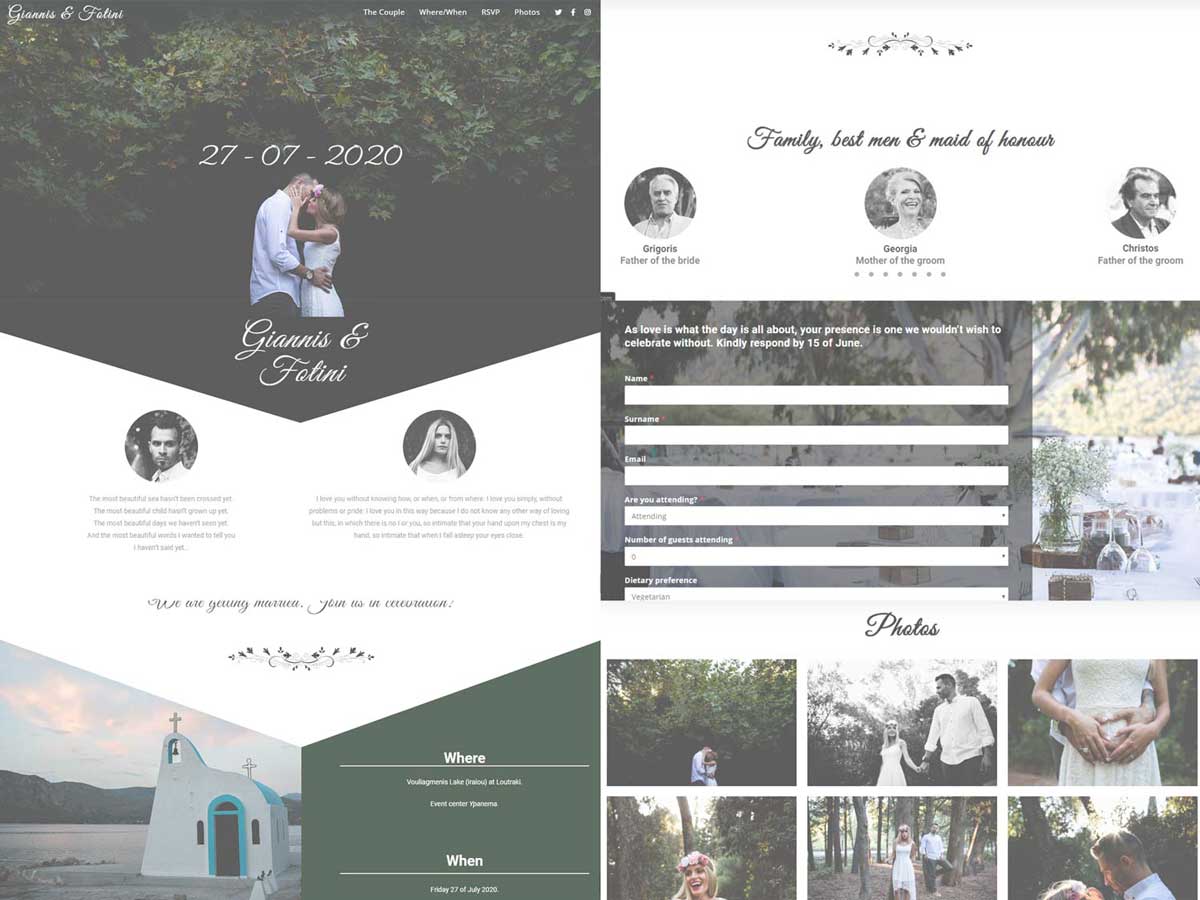 Giannis & Fotini
The Couple Where/When RSVP Photos
27 - 07 - 2020
Giannis &
Fotini
The most beautiful sea hasn't been crossed yet.
The most beautiful child hasn't grown up yet.
The most beautiful days we haven't seen yet.
And the most beautiful words I wanted to tell you
I haven't said yet...
I love you without knowing how, or when, or from where. I love you simply, without
problems or pride: I love you in this way because I do not know any other way of loving
but this, in which there is no I or you, so intimate that your hand upon my chest is my
hand, so intimate that when I fall asleep your eyes close.
We are getting married. Join us in celebration!
Where
Vouliagmenis Lake (Iraiou) at Loutraki.
Event center Ypanema.
When
Friday 27 of July 2020.
Family, best men & maid of honour
Grigoris
Father of the bride
Georgia
Mother of the groom
Christos
Father of the groom
As love is what the day is all about, your presence is one we wouldn't wish to
celebrate without. Kindly respond by 15 of June.
Name *
Surname *
Email
Are you attending? *
Attending
Number of guests attending
0
Dietary preference
Vegetarian
Photos